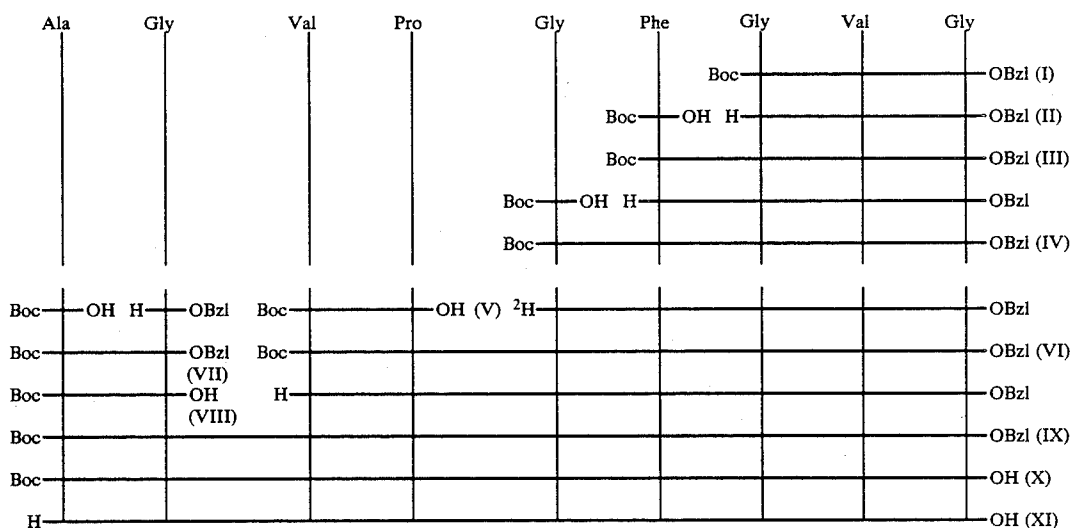 Ala Gly Val Pro Gly Phe Gly Val Gly
Boc OBzl (I)
Boc OH H OBzl (II)
Boc OBzl (III)
Boc OH H OBzl
Boc OBzl (IV)
Boc OH H OBzl Boc OH (V) ²H OBzl
Boc OBzl Boc OBzl (VI)
(VII)
Boc OH H OBzl
(VIII)
Boc OBzl (IX)
Boc OH (X)
H OH (XI)